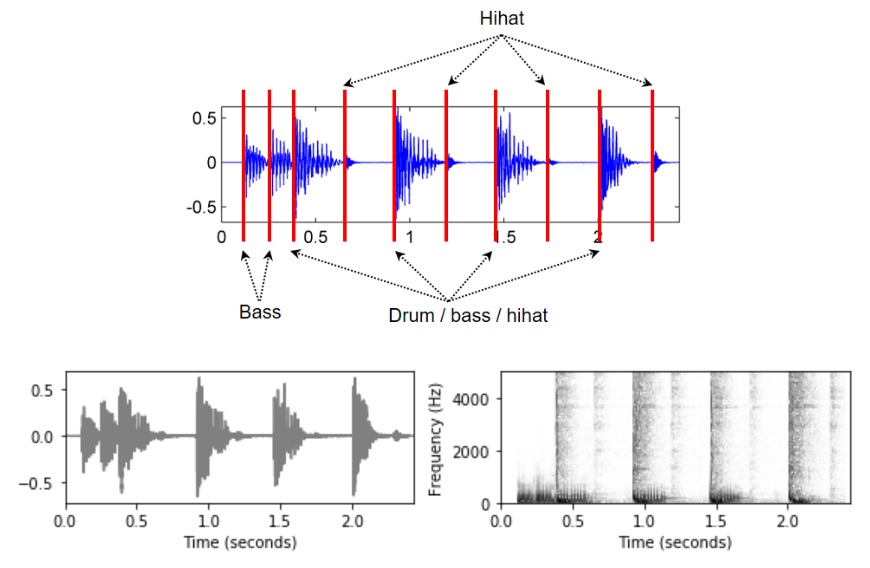 Hihat
0.5
0
-0.5
0 0.5 1 1.5 2
Bass
Drum / bass / hihat
0.5
0.0
−0.5
0.0 0.5 1.0 1.5 2.0
Time (seconds)
Frequency (Hz)
4000
2000
0
0.0 0.5 1.0 1.5 2.0
Time (seconds)